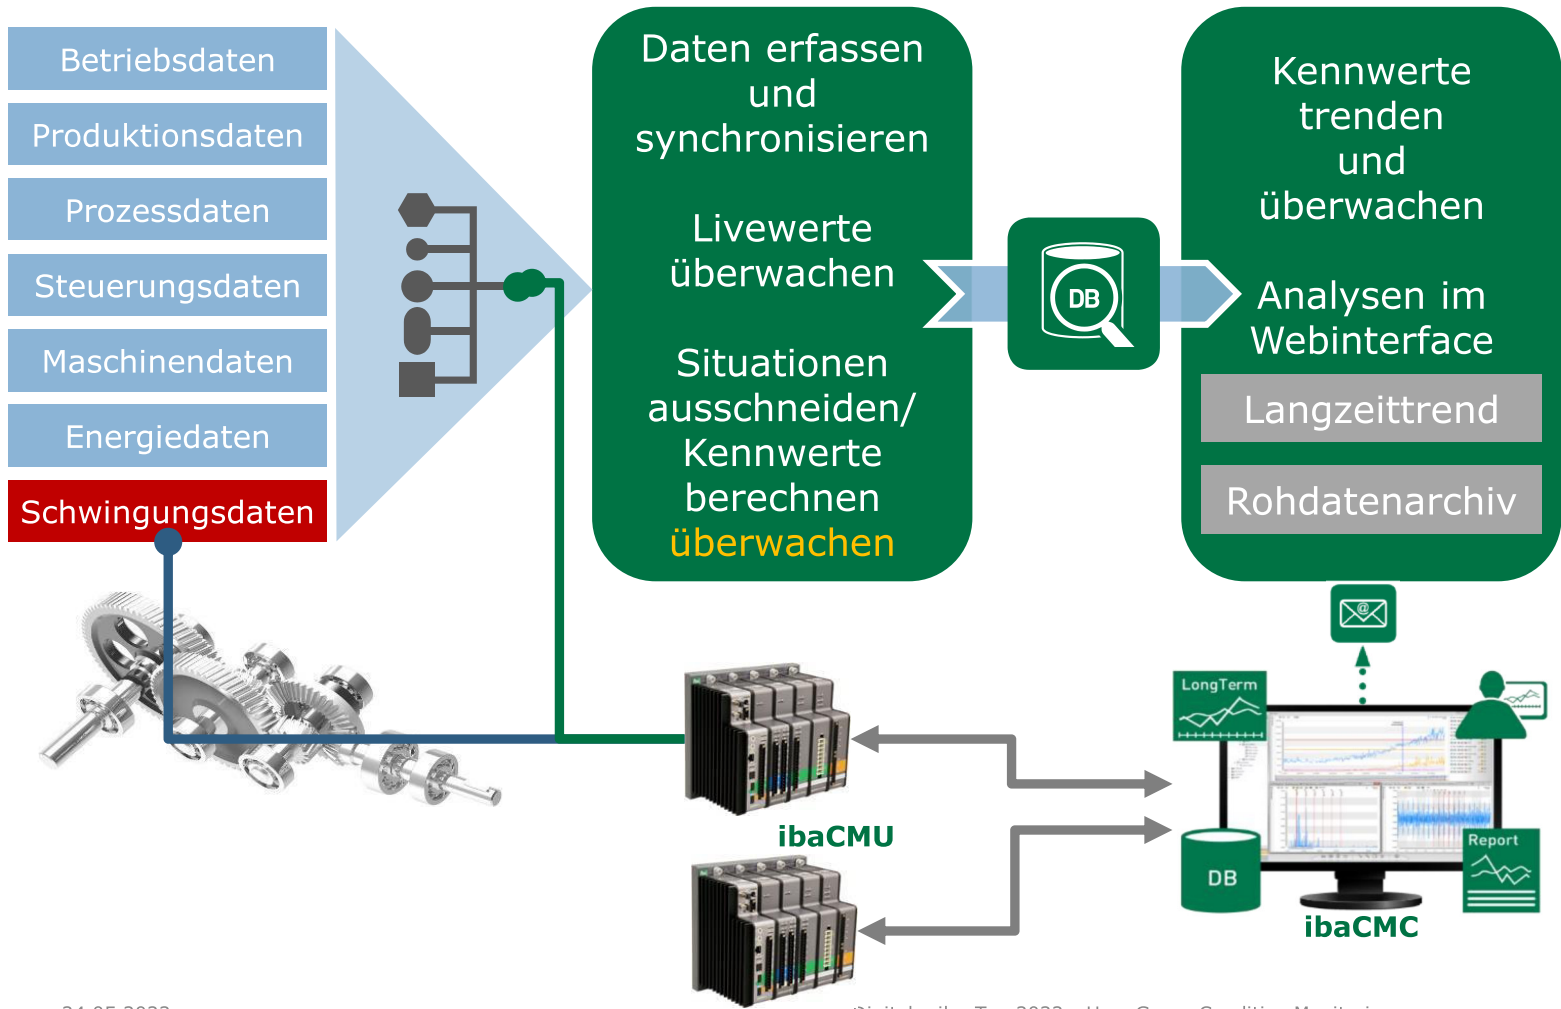 Betriebsdaten
Produktionsdaten
Prozessdaten
Steuerungsdaten
Maschinendaten
Energiedaten
Schwingungsdaten
Daten erfassen
und
synchronisieren
Livewerte
überwachen
Situationen
ausschneiden/
Kennwerte
berechnen
überwachen
DB
Kennwerte
trenden
und
überwachen
Analysen im
Webinterface
Langzeittrend
Rohdatenarchiv
@
LongTerm
DB
Report
ibaCMU
ibaCMC